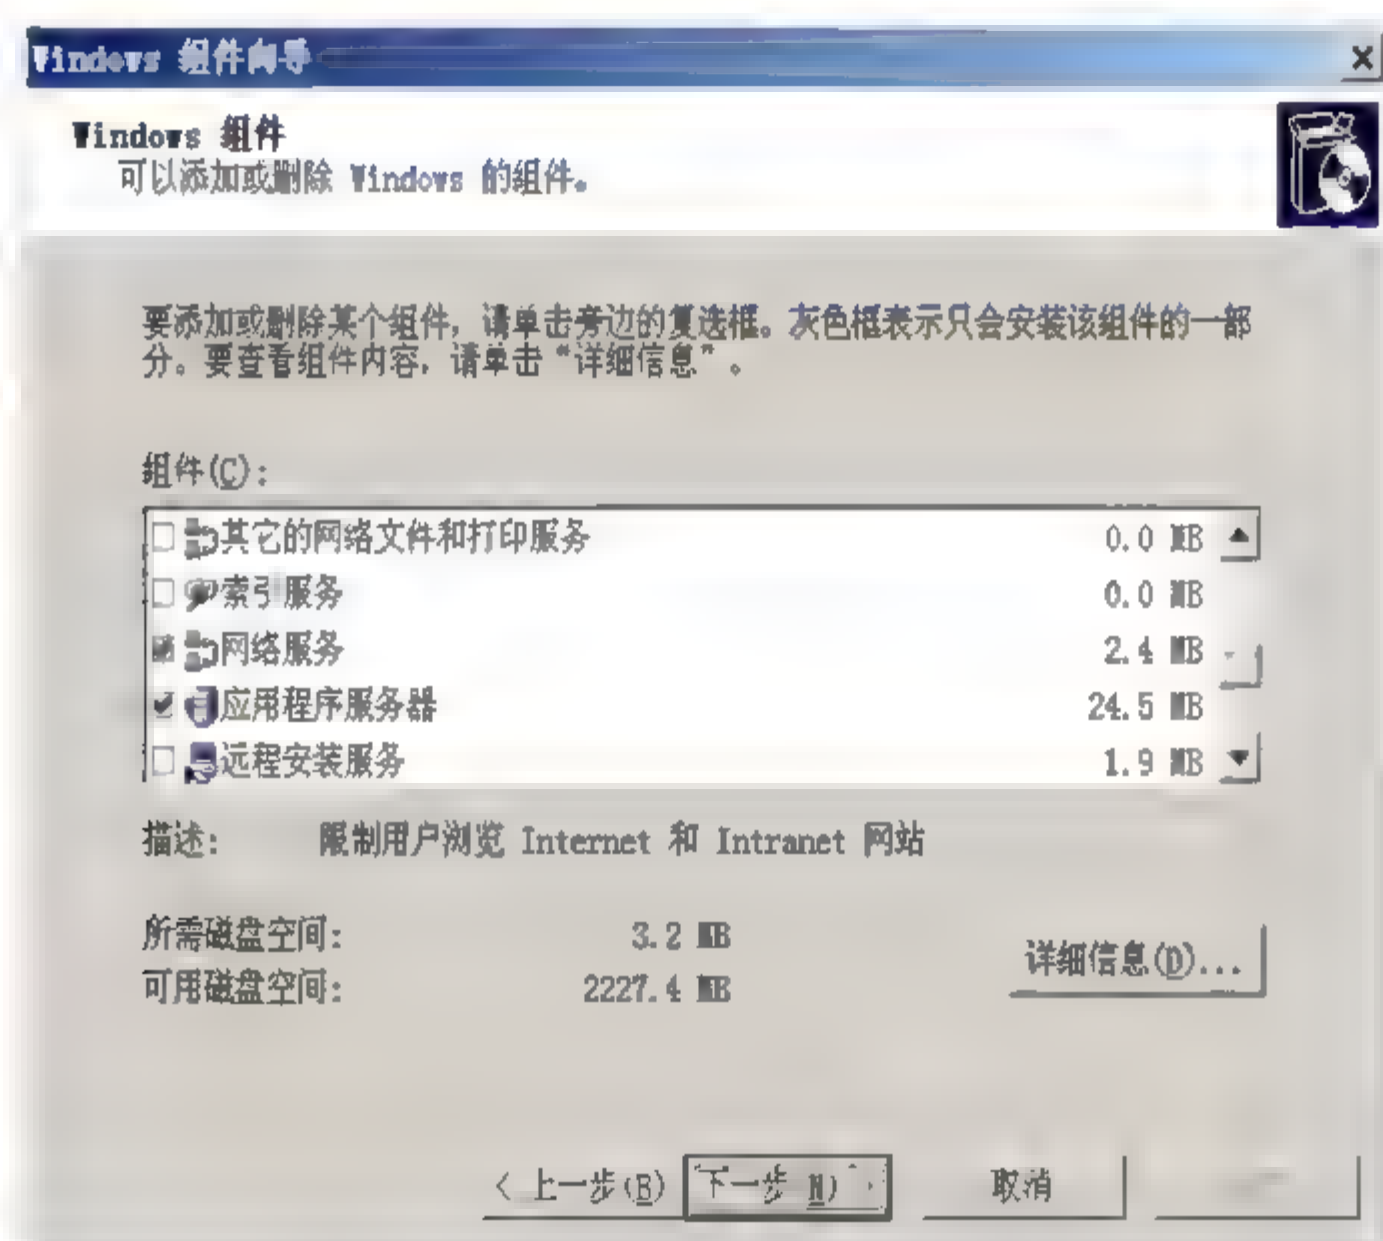 Windows 组件向导
Windows 组件
可以添加或删除 Windows 的组件。
要添加或删除某个组件，请单击旁边的复选框。灰色框表示只会安装该组件的一部
分。要查看组件内容，请单击“详细信息”。
组件(C):
其它的网络文件和打印服务 0.0 MB
索引服务 0.0 MB
网络服务 2.4 MB
应用程序服务器 24.5 MB
远程安装服务 1.9 MB
描述: 限制用户浏览 Internet 和 Intranet 网站
所需磁盘空间: 3.2 MB
可用磁盘空间: 2227.4 MB
详细信息(D)...
< 上一步(B) 下一步 N) 取消